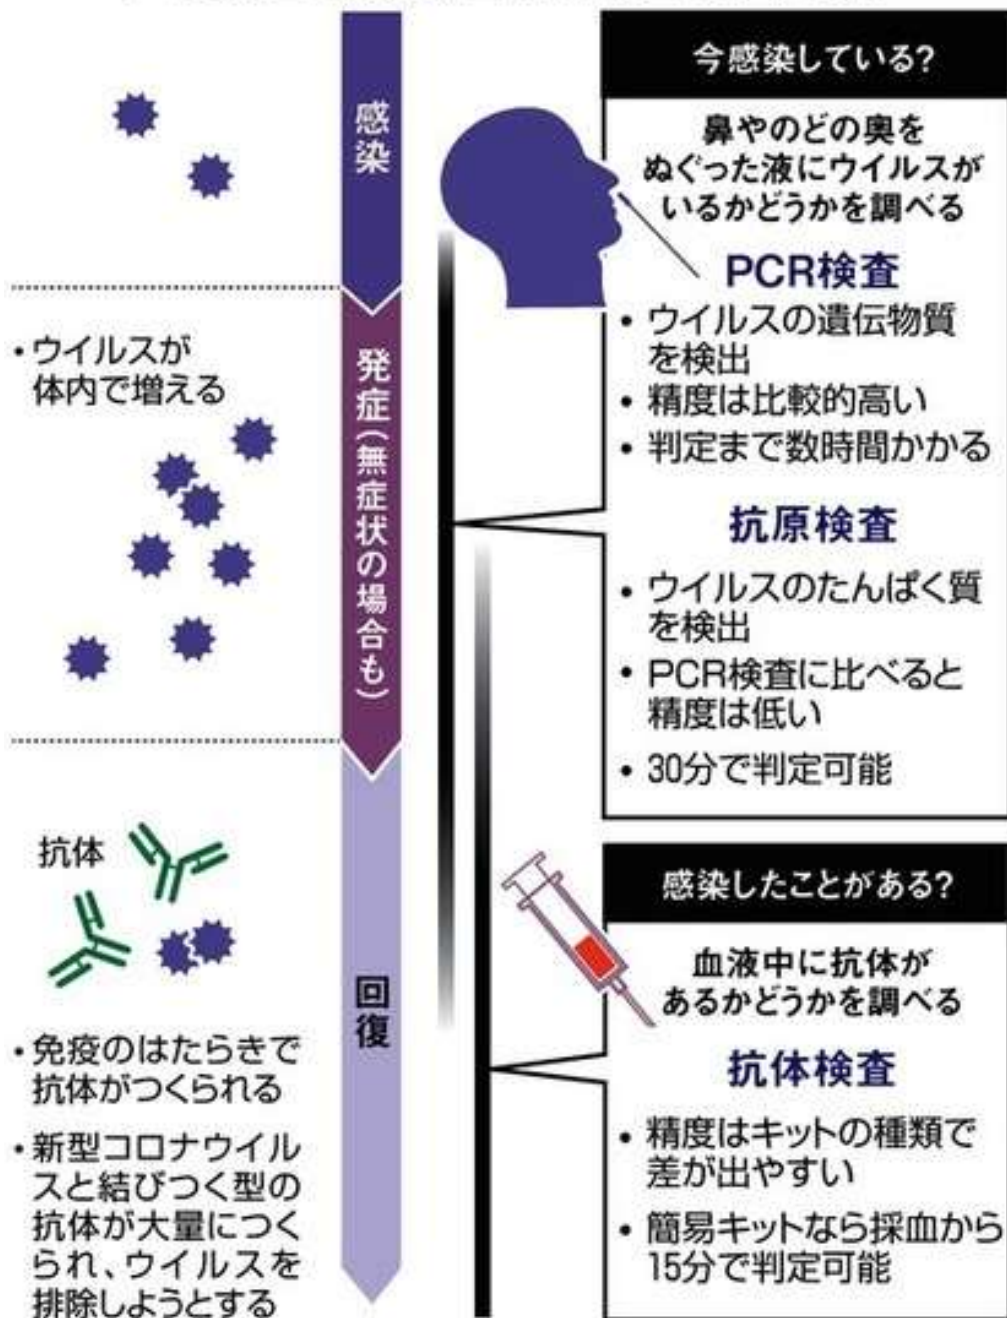 感染
・ウイルスが
体内で増える
発症(無症状の場合も)
抗体
回復
・免疫のはたらきで
抗体がつくられる
・新型コロナウイル
スと結びつく型の
抗体が大量につく
られ、ウイルスを
排除しようとする
今感染している?
鼻やのどの奥を
ぬぐった液にウイルスが
いるかどうかを調べる
PCR検査
・ウイルスの遺伝物質
を検出
・精度は比較的高い
・判定まで数時間かかる
抗原検査
・ウイルスのたんぱく質
を検出
・PCR検査に比べると
精度は低い
・30分で判定可能
感染したことがある?
血液中に抗体が
あるかどうかを調べる
抗体検査
・精度はキットの種類で
差が出やすい
・簡易キットなら採血から
15分で判定可能